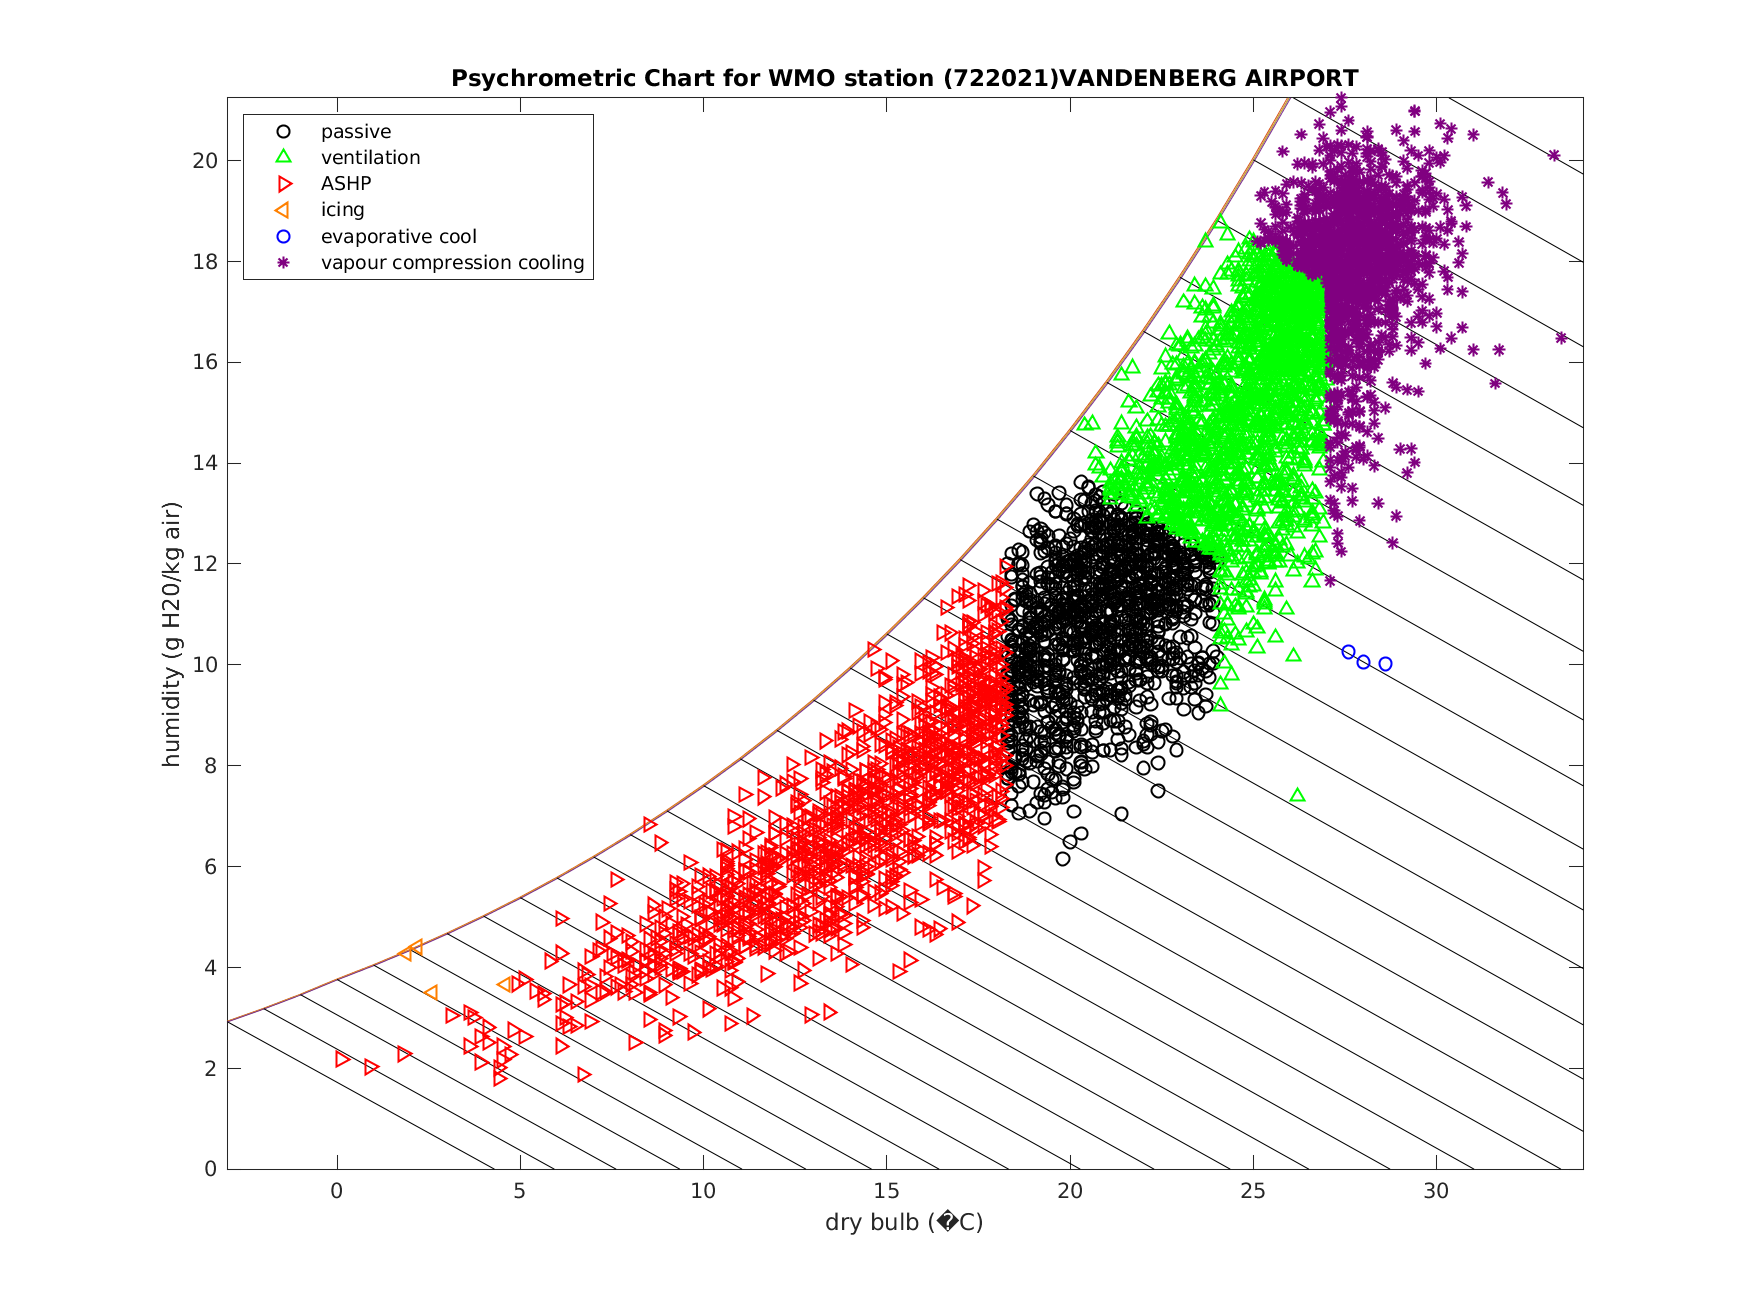 Psychrometric Chart for WMO station (722021)VANDENBERG AIRPORT
passive
ventilation
ASHP
icing
evaporative cool
vapour compression cooling
20
18
16
14
12
10
8
6
4
2
0
humidity (g H20/kg air)
0 5 10 15 20 25 30
dry bulb (�C)